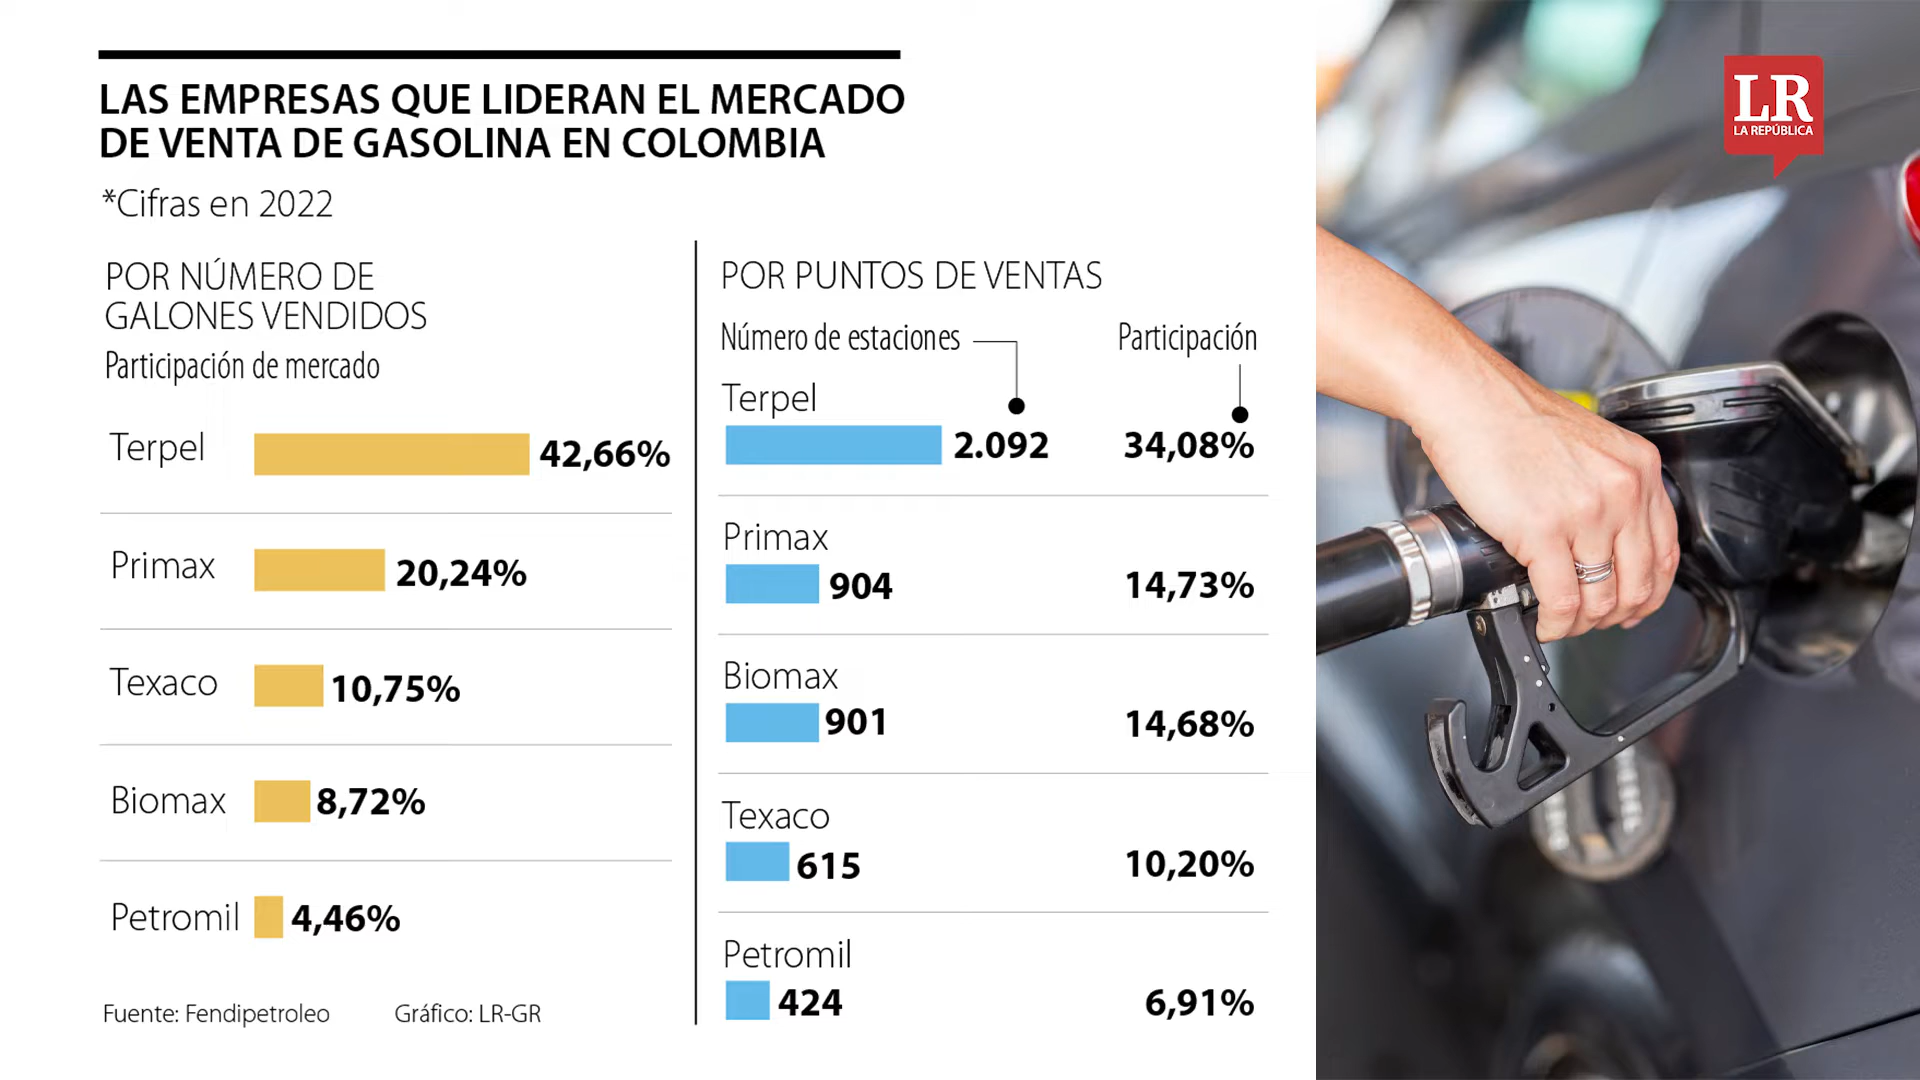 LAS EMPRESAS QUE LIDERAN EL MERCADO
DE VENTA DE GASOLINA EN COLOMBIA
*Cifras en 2022
POR NÚMERO DE
GALONES VENDIDOS
Participación de mercado
Terpel 42,66%
Primax 20,24%
Texaco 10,75%
Biomax 8,72%
Petromil 4,46%
Fuente: Fendipetroleo Gráfico: LR-GR
POR PUNTOS DE VENTAS
Número de estaciones Participación
Terpel
2.092 34,08%
Primax
904 14,73%
Biomax
901 14,68%
Texaco
615 10,20%
Petromil
424 6,91%
LR
LA REPÚBLICA